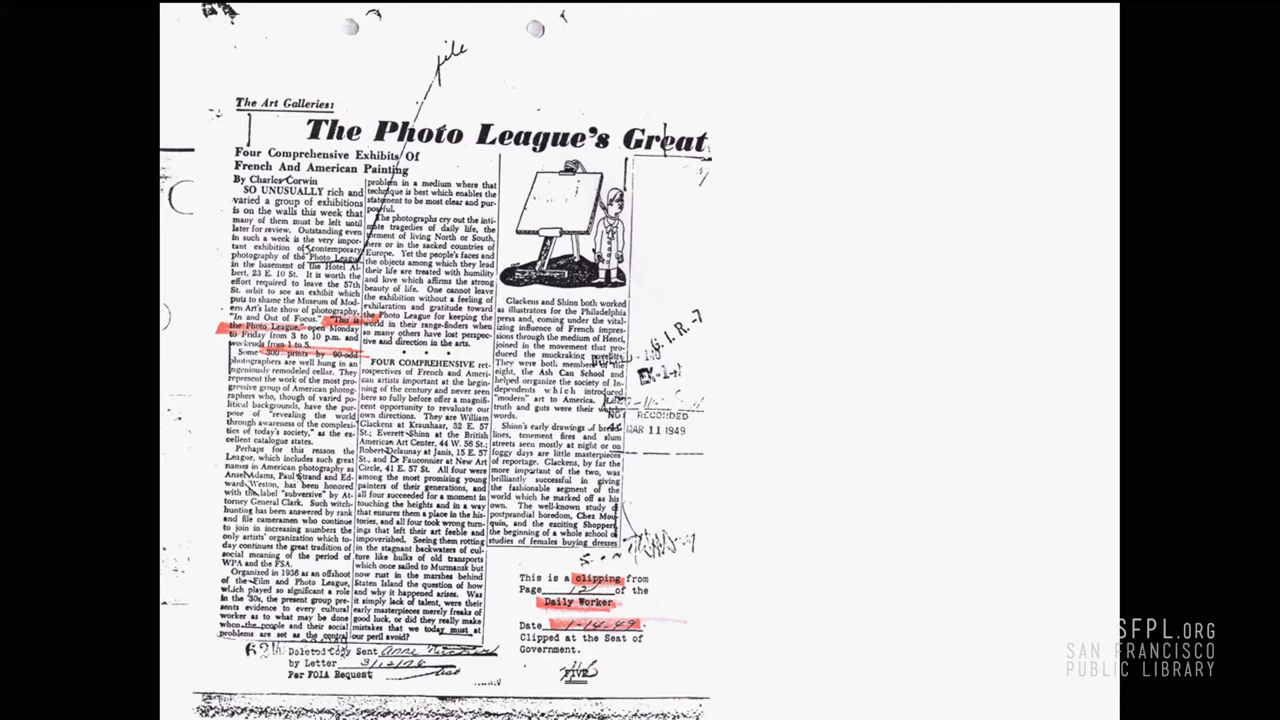 file
The Art Galleries:
The Photo League's Great
Four Comprehensive Exhibits Of
French And American Painting
By Charles Corwin
SO UNUSUALLY rich and
varied a group of exhibitions
is on the walls this week that
many of them must be left until
later for review. Outstanding even
in such a week is the very impor-
tant exhibition of contemporary
photography of the Photo League
in the basement of the Hotel Al-
bert, 23 E. 10 St. It is worth the
effort required to leave the 57th
St. orbit to see an exhibit which
puts to shame the Museum of Mod-
ern Art's late show of photography,
"In and Out of Focus." "This is
the Photo League," open Monday
to Friday from 3 to 10 p.m. and
weekends from 1 to 5.
Some 300 prints by 90-odd
photographers are well hung in an
ingeniously remodeled cellar. They
represent the work of the most pro-
gressive group of American photog-
raphers who, though of varied po-
litical backgrounds, have the pur-
pose of "revealing the world
through awareness of the complexi-
ties of today's society," as the ex-
cellent catalogue states.
Perhaps for this reason the
League, which includes such great
names in American photography as
Ansel Adams, Paul Strand and Ed-
ward Weston, has been honored
with the label "subversive" by At-
torney General Clark. Such witch-
hunting has been answered by rank
and file cameramen who continue
to join in increasing numbers the
only artists' organization which to-
day continues the great tradition of
social meaning of the period of
WPA and the FSA.
Organized in 1936 as an offshoot
of the Film and Photo League,
which played so significant a role
in the '30s, the present group pre-
sents evidence to every cultural
worker as to what may be done
when the people and their social
problems are set as the central
problem in a medium where that
technique is best which enables the
statement to be most clear and pur-
poseful.
The photographs cry out the inti-
mate tragedies of daily life, the
torment of living North or South,
here or in the sacked countries of
Europe. Yet the people's faces and
the objects among which they lead
their life are treated with humility
and love which affirms the strong
beauty of life. One cannot leave
the exhibition without a feeling of
exhilaration and gratitude toward
the Photo League for keeping the
world in their range-finders when
so many others have lost perspec-
tive and direction in the arts.
FOUR COMPREHENSIVE ret-
rospectives of French and Ameri-
can artists important at the begin-
ning of the century and never seen
here so fully before offer a magnifi-
cent opportunity to revaluate our
own directions. They are William
Glackens at Kraushaar, 32 E. 57
St.; Everett Shinn at the British
American Art Center, 44 W. 56 St.;
Robert Delaunay at Janis, 15 E. 57
St., and De Fauconnier at New Art
Circle, 41 E. 57 St. All four were
among the most promising young
painters of their generations, and
all four succeeded for a moment in
touching the heights and in a way
that ensures them a place in the his-
tories, and all four took wrong turn-
ings that left their art feeble and
impoverished. Seeing them rotting
in the stagnant backwaters of cul-
ture like hulks of old transports
which once sailed to Murmansk but
now rust in the marshes behind
Staten Island the question of how
and why it happened arises. Was
it simply lack of talent, were their
early masterpieces merely freaks of
good luck, or did they really make
mistakes that we today must at
our peril avoid?
Glackens and Shinn both worked
as illustrators for the Philadelphia
press and, coming under the vital-
izing influence of French impres-
sions through the medium of Henri,
joined in the movement that pro-
duced the muckraking
They were both members of the
eight, the Ash Can School and
helped organize the society of In-
dependents which introduced
"modern" art to America.
truth and guts were their
words.
Shinn's early drawings of bread
lines, tenement fires and slum
streets seen mostly at night or on
foggy days are little masterpieces
of reportage. Glackens, by far the
more important of the two, was
brilliantly successful in giving
the fashionable segment of the
world which he marked off as his
own. The well-known study of
postprandial boredom, Chez Mou-
quin, and the exciting Shoppers,
the beginning of a whole school of
studies of females buying dresses
RECORDED
MAR 11 1949
This is a clipping from
Page 12 of the
Daily Worker
Date 1-14-49
Clipped at the Seat of
Government.
Deleted Copy Sent Anne
by Letter 3/12/76
Per FOIA Request
SFPL.ORG
SAN FRANCISCO
PUBLIC LIBRARY